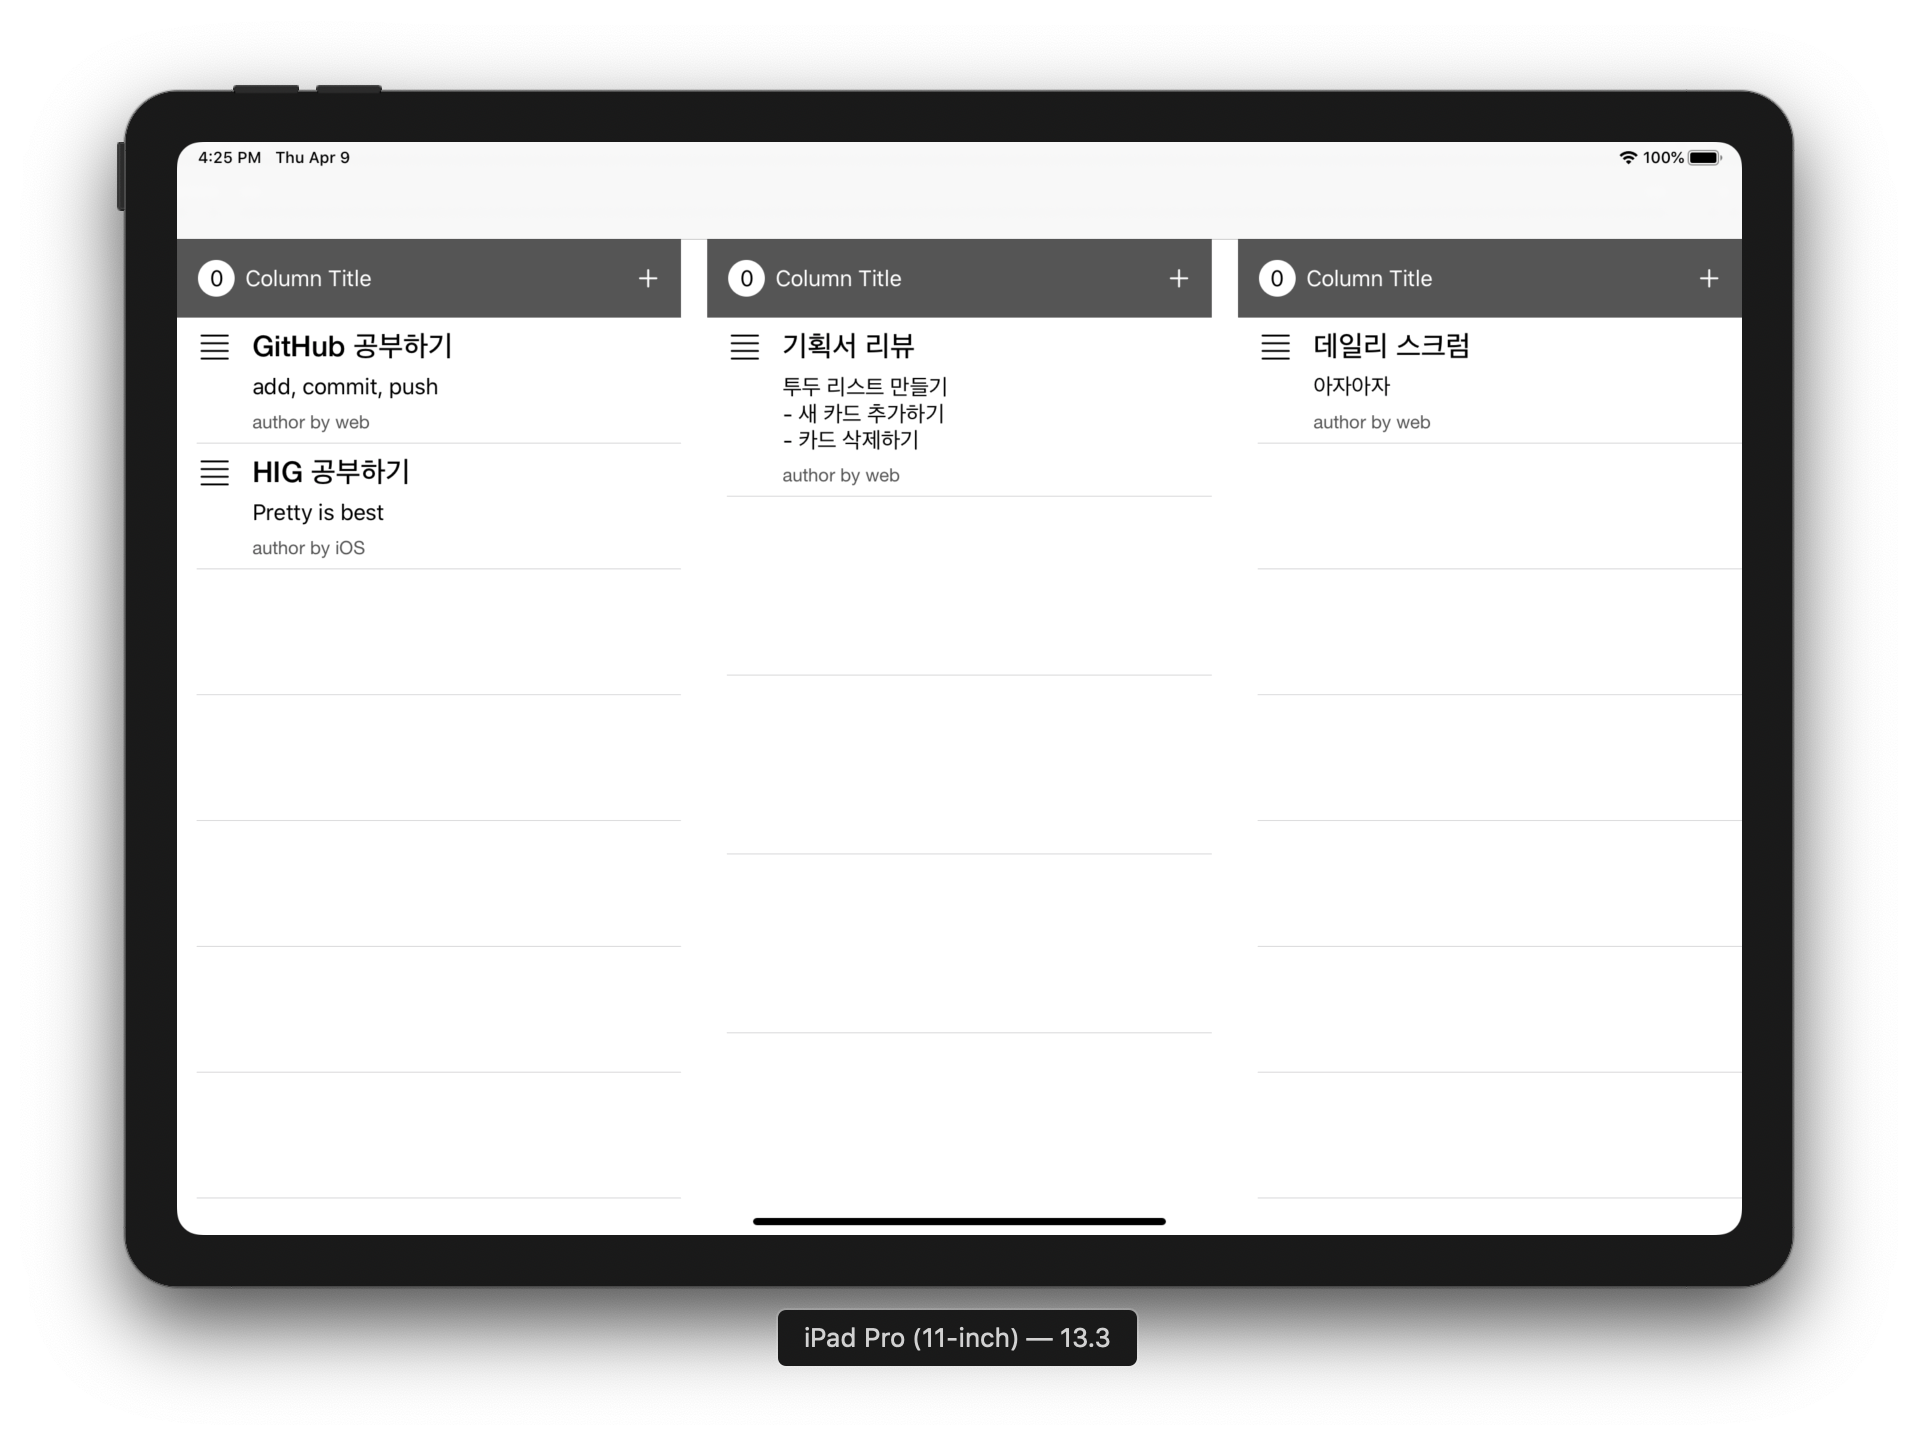 4:25 PM Thu Apr 9
100%
0 Column Title +
GitHub 공부하기
add, commit, push
author by web
HIG 공부하기
Pretty is best
author by iOS
0 Column Title +
기획서 리뷰
투두 리스트 만들기
- 새 카드 추가하기
- 카드 삭제하기
author by web
0 Column Title +
데일리 스크럼
아자아자
author by web
iPad Pro (11-inch) — 13.3